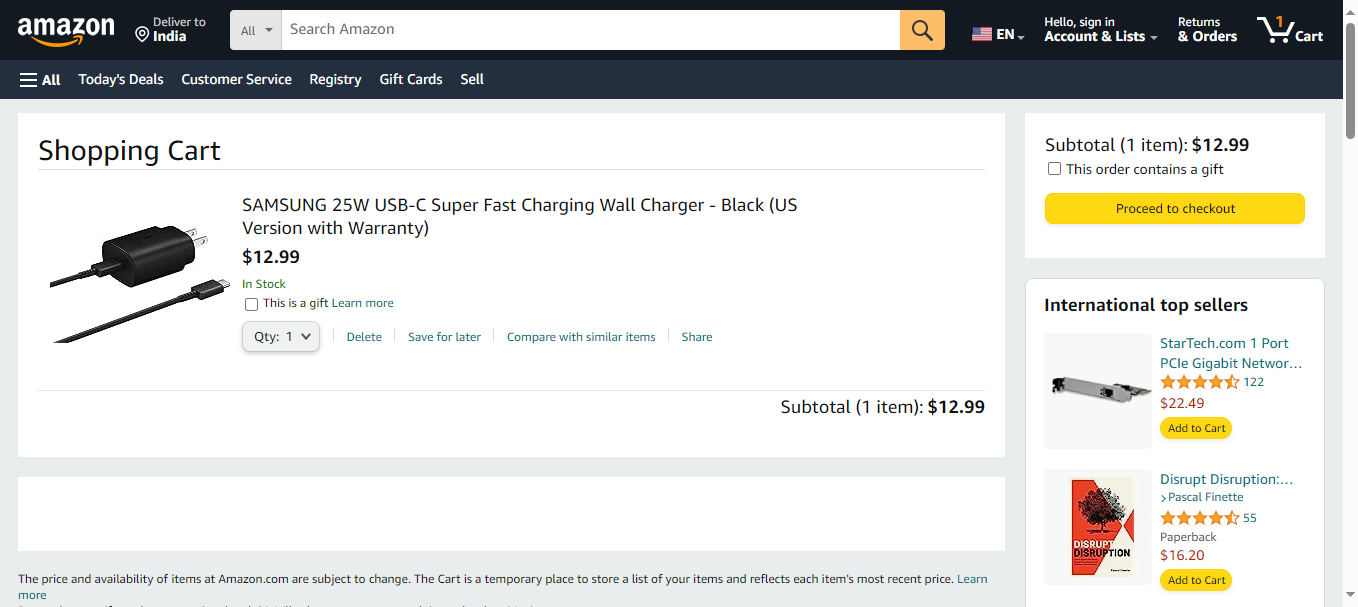 amazon
Deliver to
India
All
Search Amazon
EN
Hello, sign in
Account & Lists
Returns
& Orders
1
Cart
All
Today's Deals
Customer Service
Registry
Gift Cards
Sell
Shopping Cart
SAMSUNG 25W USB-C Super Fast Charging Wall Charger - Black (US
Version with Warranty)
$12.99
In Stock
This is a gift Learn more
Qty: 1
Delete
Save for later
Compare with similar items
Share
Subtotal (1 item): $12.99
Subtotal (1 item): $12.99
This order contains a gift
Proceed to checkout
International top sellers
StarTech.com 1 Port
PCIe Gigabit Networ…
122
$22.49
Add to Cart
DISRUPT
DISRUPTION
Pascal Finette
Disrupt Disruption:…
›Pascal Finette
55
Paperback
$16.20
Add to Cart
The price and availability of items at Amazon.com are subject to change. The Cart is a temporary place to store a list of your items and reflects each item's most recent price. Learn
more